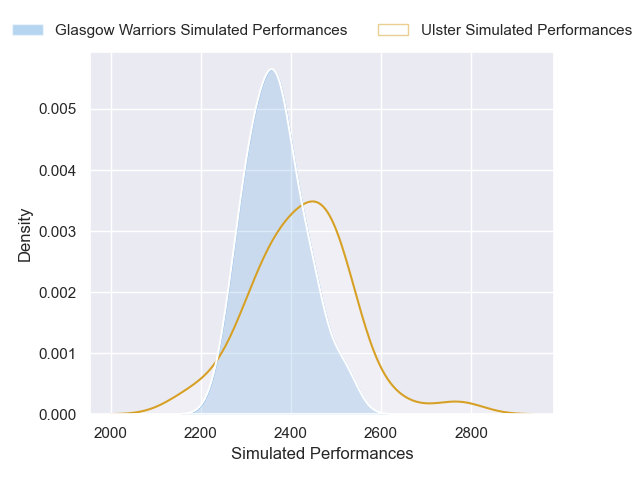 Glasgow Warriors Simulated Performances Ulster Simulated Performances
0.005
0.004
0.003
0.002
0.001
0.000
Density
2000 2200 2400 2600 2800
Simulated Performances